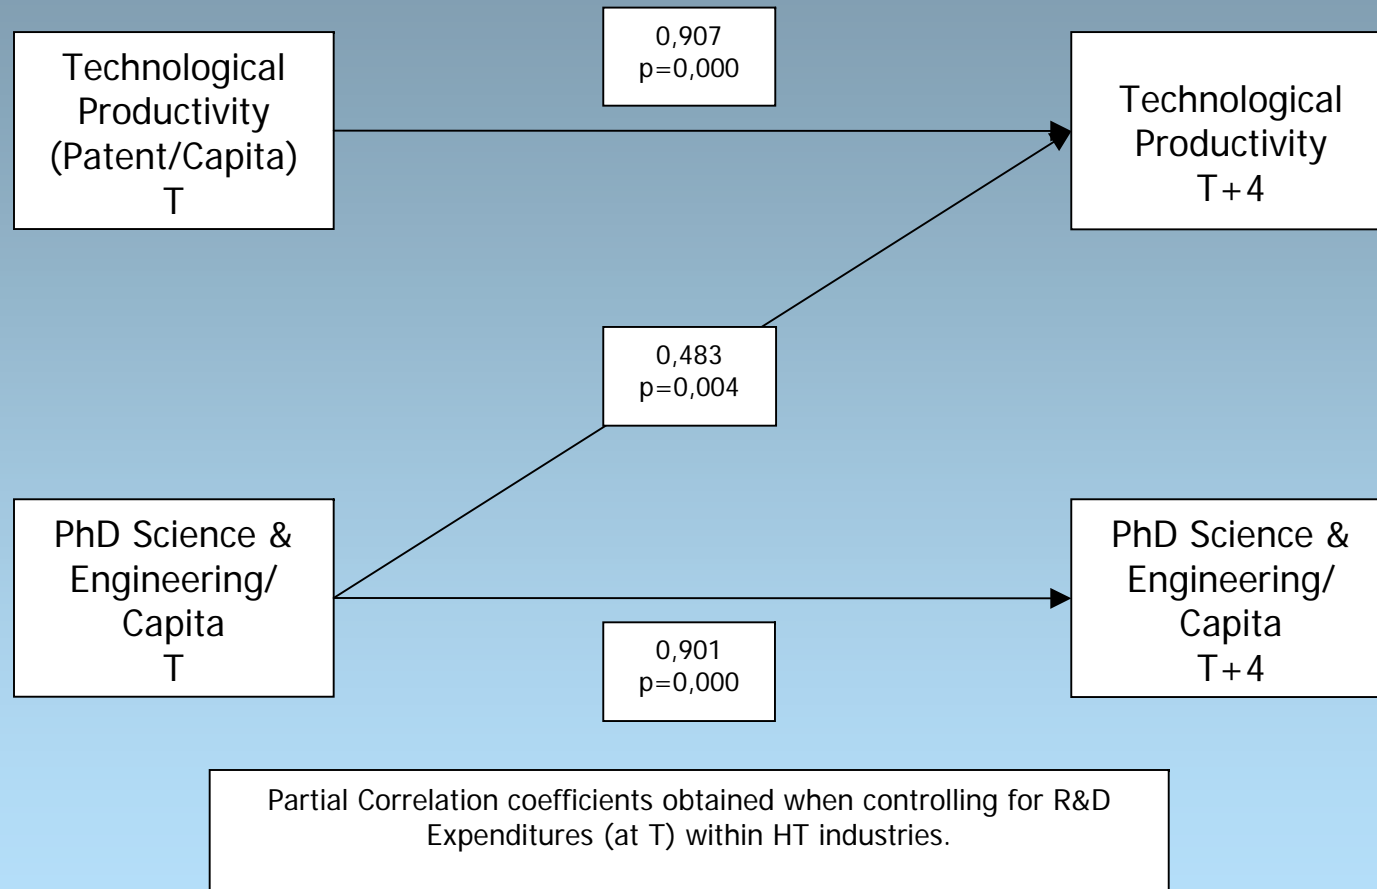 0,907
p=0,000
Technological
Productivity
(Patent/Capita)
T
Technological
Productivity
T+4
0,483
p=0,004
PhD Science &
Engineering/
Capita
T
PhD Science &
Engineering/
Capita
T+4
0,901
p=0,000
Partial Correlation coefficients obtained when controlling for R&D
Expenditures (at T) within HT industries.